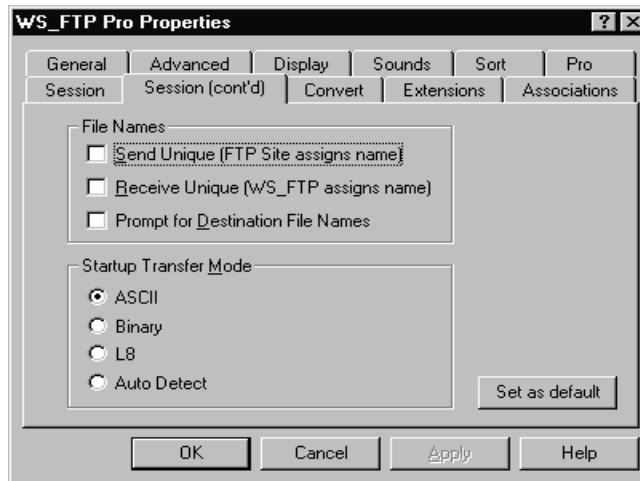 WS_FTP Pro Properties
General Advanced Display Sounds Sort Pro
Session Session (cont'd) Convert Extensions Associations
File Names
Send Unique (FTP Site assigns name)
Receive Unique (WS_FTP assigns name)
Prompt for Destination File Names
Startup Transfer Mode
ASCII
Binary
L8
Auto Detect
Set as default
OK Cancel Apply Help